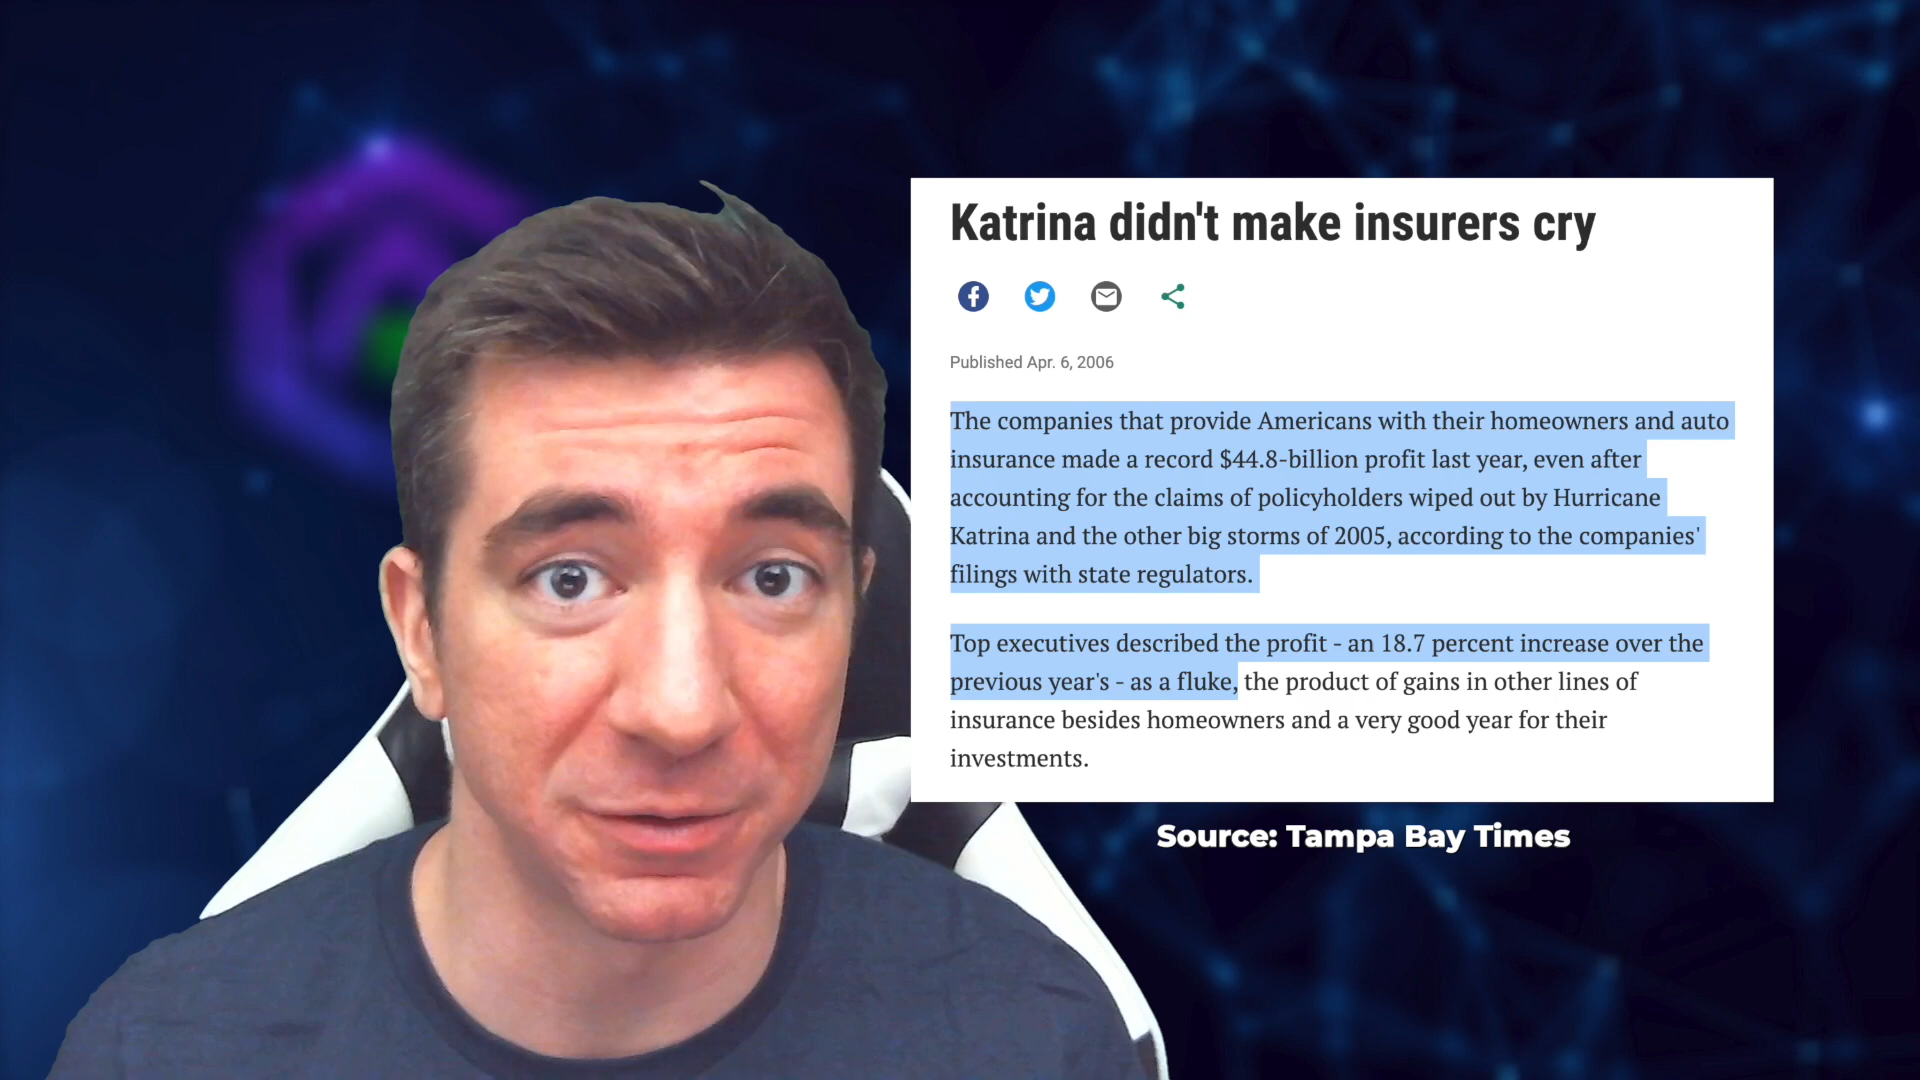 Katrina didn't make insurers cry
Published Apr. 6, 2006
The companies that provide Americans with their homeowners and auto
insurance made a record $44.8-billion profit last year, even after
accounting for the claims of policyholders wiped out by Hurricane
Katrina and the other big storms of 2005, according to the companies'
filings with state regulators.
Top executives described the profit - an 18.7 percent increase over the
previous year's - as a fluke, the product of gains in other lines of
insurance besides homeowners and a very good year for their
investments.
Source: Tampa Bay Times